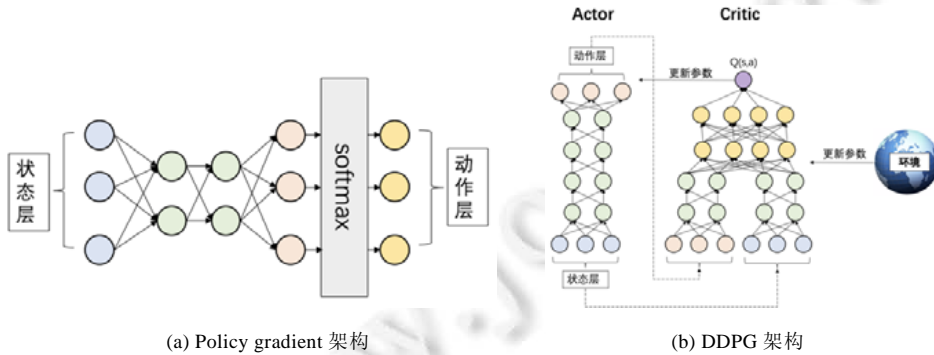 状态层
softmax
动作层
(a) Policy gradient 架构
Actor
Critic
动作层
Q(s,a)
更新参数
更新参数
环境
状态层
(b) DDPG 架构